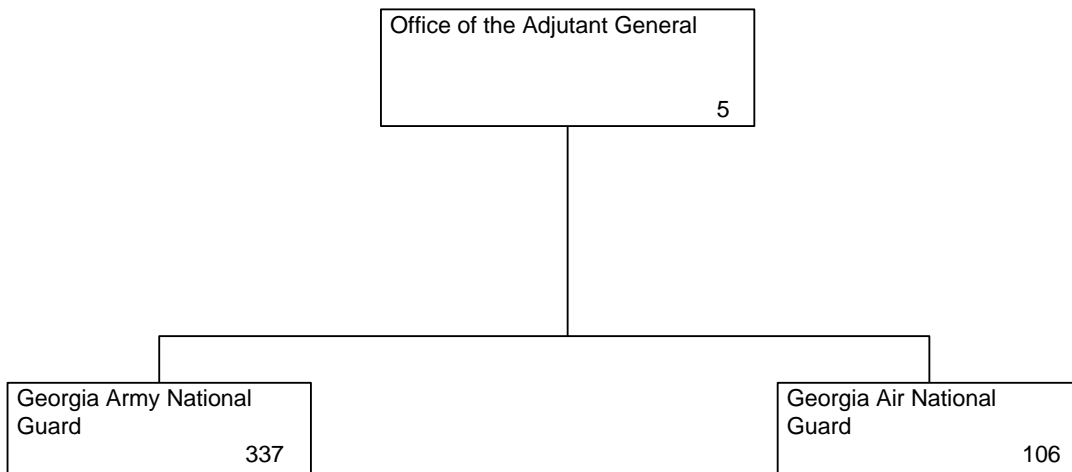 Office of the Adjutant General
5
Georgia Army National
Guard
337
Georgia Air National
Guard
106